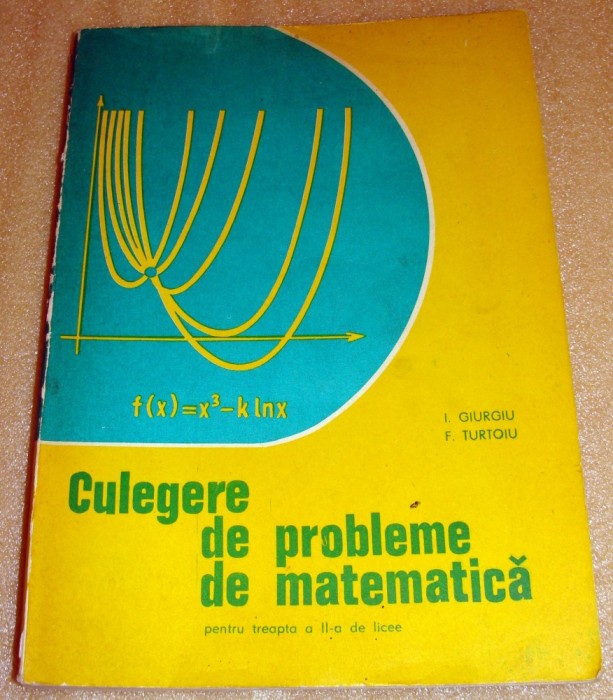 f(x)=x³-k lnx
I. GIURGIU
F. TURTOIU
Culegere
de probleme
de matematică
pentru treapta a II-a de licee